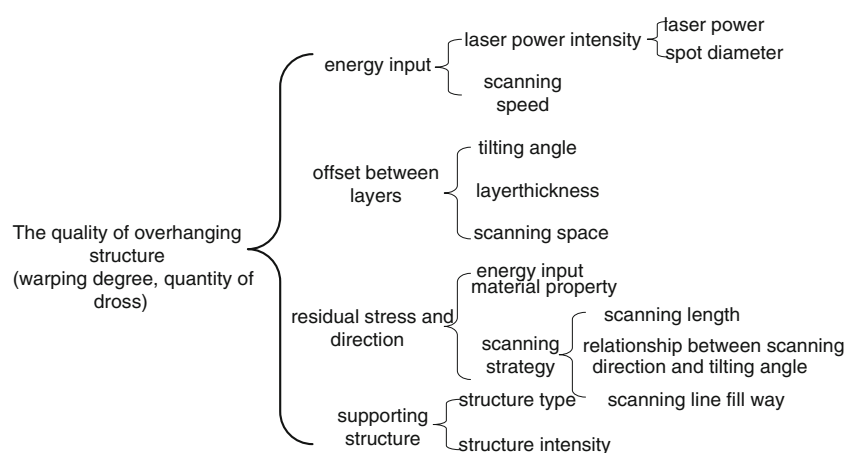 The quality of overhanging
structure
(warping degree, quantity of
dross)
energy input
laser power intensity
laser power
spot diameter
scanning
speed
offset between
layers
tilting angle
layerthickness
scanning space
residual stress and
direction
energy input
material property
scanning
strategy
scanning length
relationship between scanning
direction and tilting angle
scanning line fill way
supporting
structure
structure type
structure intensity